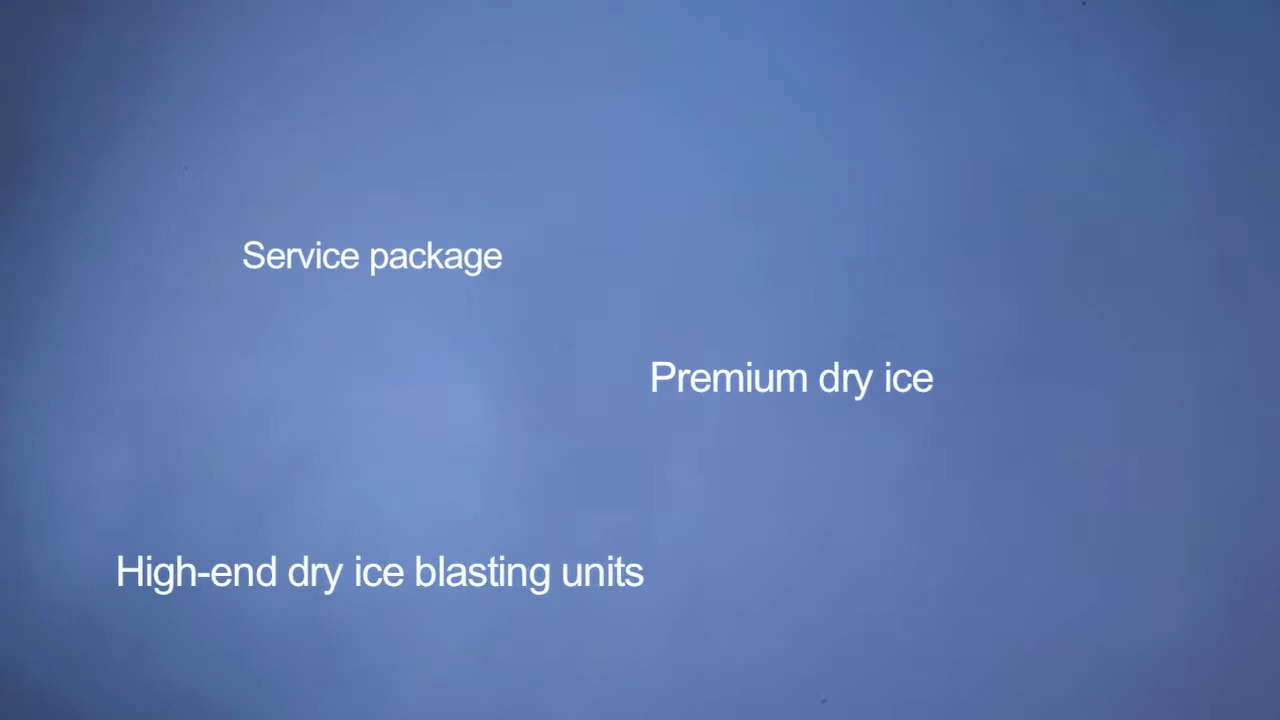 Service package
Premium dry ice
High-end dry ice blasting units